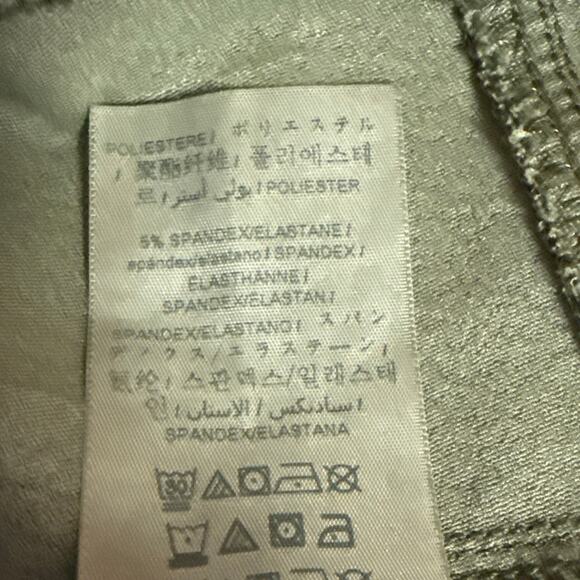 POLIESTERE / ポリエステル
/ 聚酯纤维 / 폴리에스테
르 / بولي أستر / POLIESTER
5% SPANDEX/ELASTANE /
spándex/elastano / SPANDEX /
ELASTHANNE /
SPANDEX/ELASTAN /
SPANDEX/ELASTANO / スパン
デックス/エラステーン /
氨纶 / 스판덱스/일래스테
인 / سباندكس / الاستان /
SPANDEX/ELASTANA